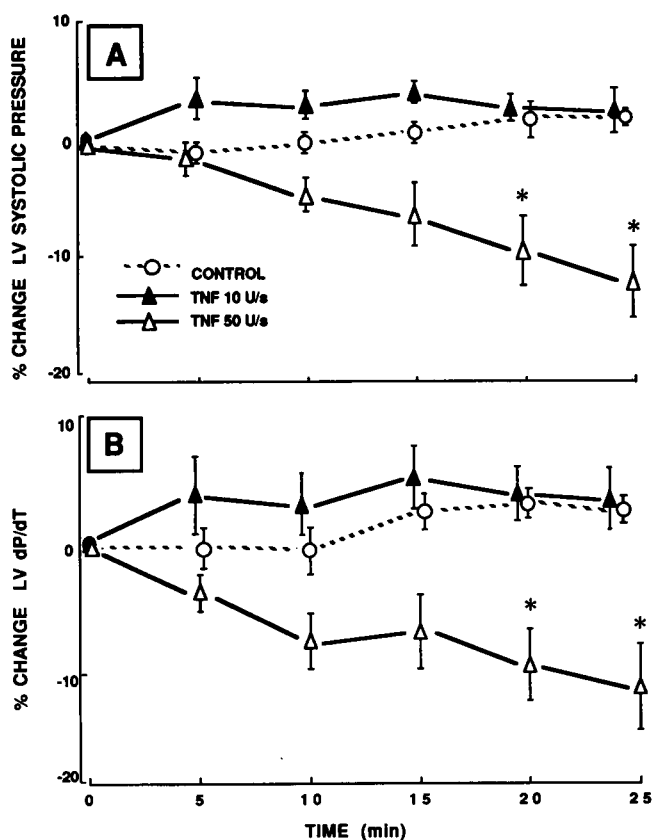 10
A
% CHANGE LV SYSTOLIC PRESSURE
0
*
*
-10
CONTROL
TNF 10 U/s
TNF 50 U/s
-20
10
B
% CHANGE LV dP/dT
0
*
*
-10
-20
0 5 10 15 20 25
TIME (min)